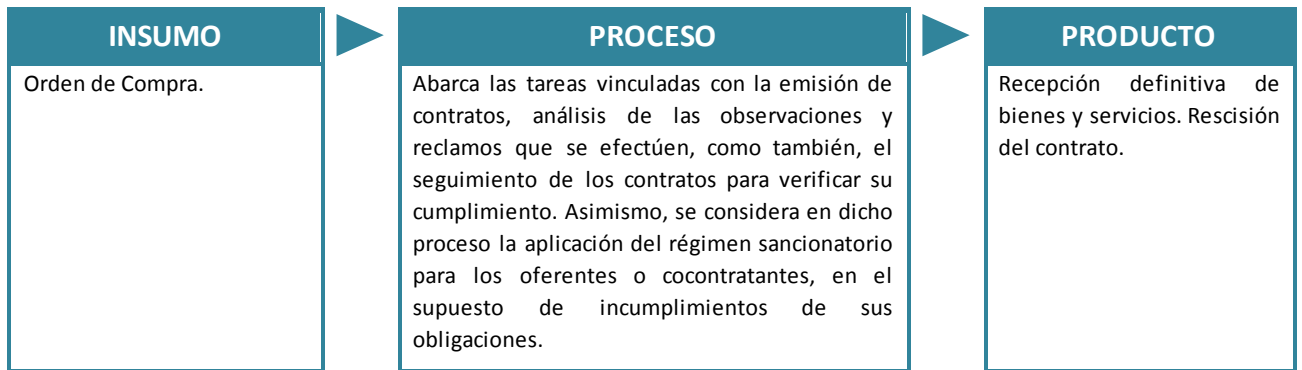 INSUMO
Orden de Compra.
PROCESO
Abarca las tareas vinculadas con la emisión de
contratos, análisis de las observaciones y
reclamos que se efectúen, como también, el
seguimiento de los contratos para verificar su
cumplimiento. Asimismo, se considera en dicho
proceso la aplicación del régimen sancionatorio
para los oferentes o cocontratantes, en el
supuesto de incumplimientos de sus
obligaciones.
PRODUCTO
Recepción definitiva de
bienes y servicios. Rescisión
del contrato.